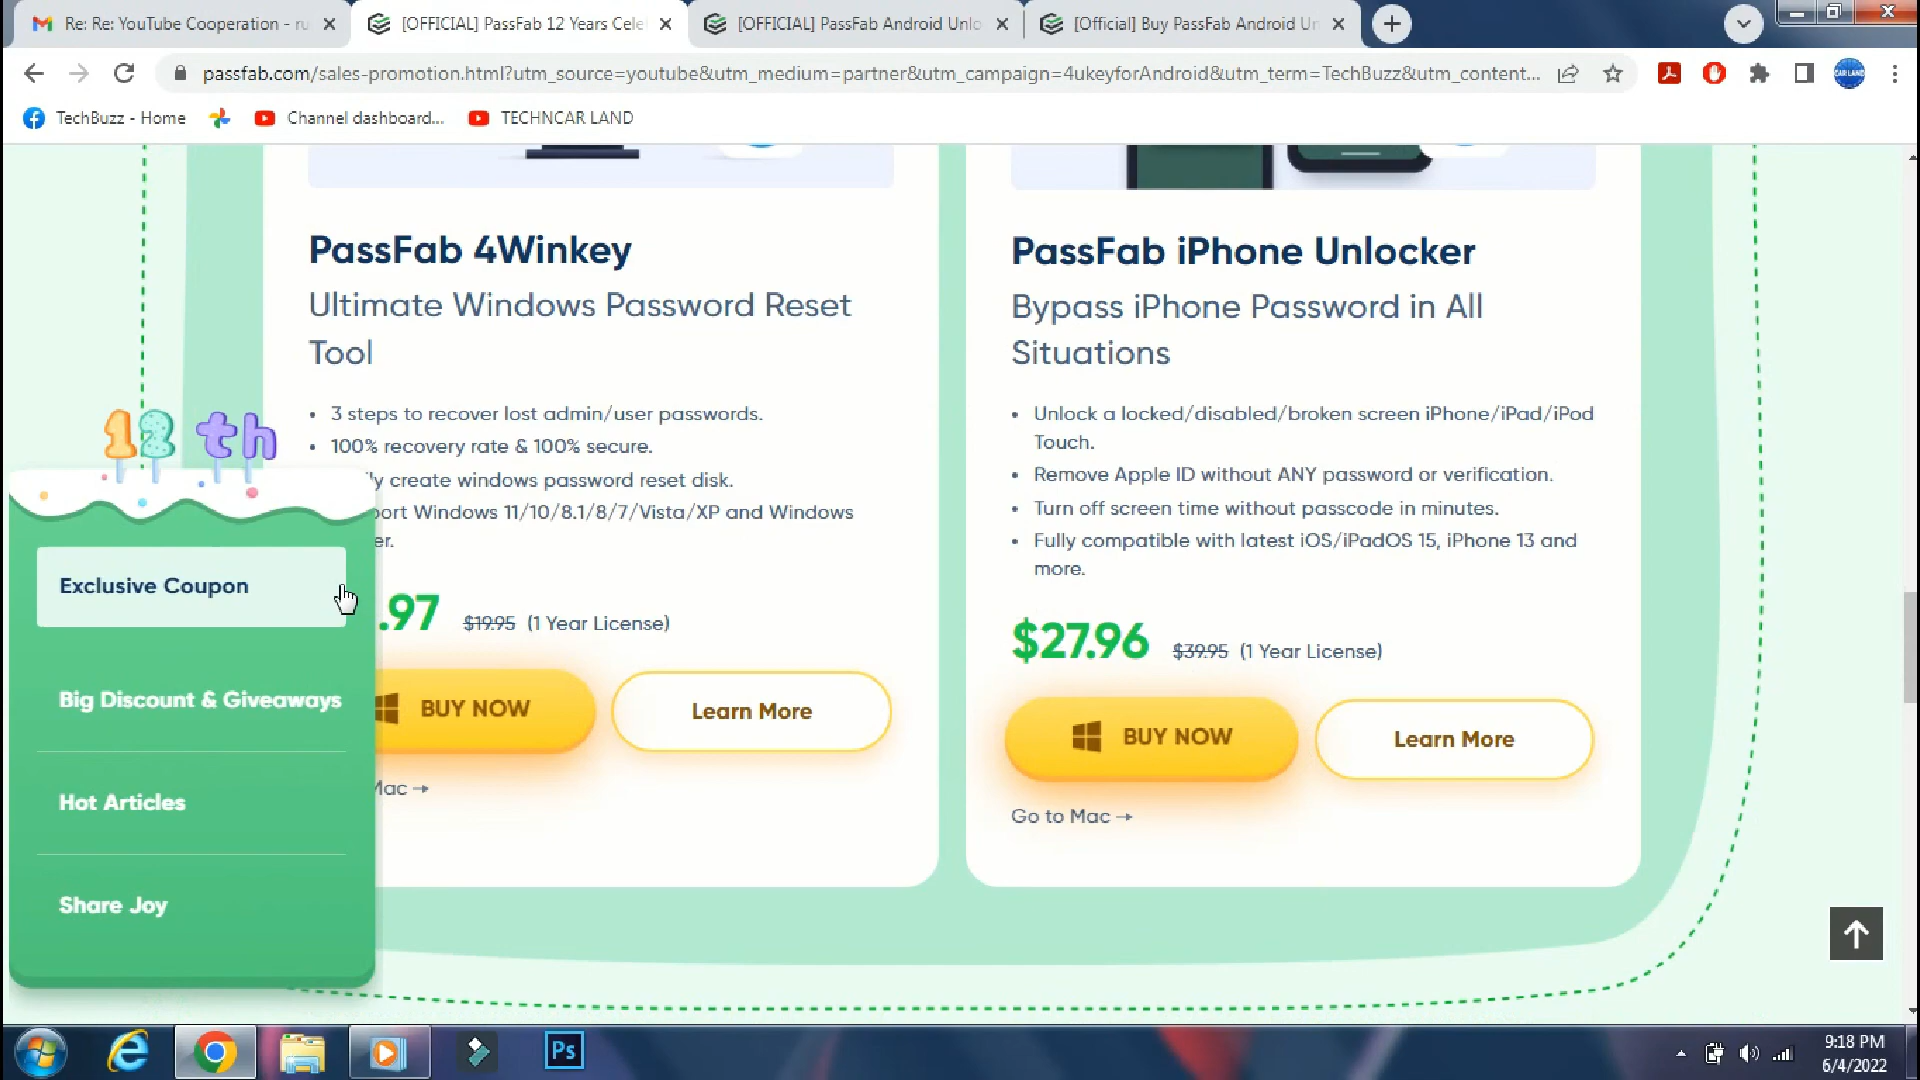 Re: Re: YouTube Cooperation - ru
[OFFICIAL] PassFab 12 Years Cele
[OFFICIAL] PassFab Android Unlo
[Official] Buy PassFab Android Un
passfab.com/sales-promotion.html?utm_source=youtube&utm_medium=partner&utm_campaign=4ukeyforAndroid&utm_term=TechBuzz&utm_content...
CAR LAND
TechBuzz - Home
Channel dashboard...
TECHNCAR LAND
PassFab 4Winkey
Ultimate Windows Password Reset
Tool
• 3 steps to recover lost admin/user passwords.
• 100% recovery rate & 100% secure.
ly create windows password reset disk.
port Windows 11/10/8.1/8/7/Vista/XP and Windows
er.
.97 $19.95 (1 Year License)
BUY NOW
Learn More
Mac →
PassFab iPhone Unlocker
Bypass iPhone Password in All
Situations
• Unlock a locked/disabled/broken screen iPhone/iPad/iPod
Touch.
• Remove Apple ID without ANY password or verification.
• Turn off screen time without passcode in minutes.
• Fully compatible with latest iOS/iPadOS 15, iPhone 13 and
more.
$27.96 $39.95 (1 Year License)
BUY NOW
Learn More
Go to Mac →
12 th
Exclusive Coupon
Big Discount & Giveaways
Hot Articles
Share Joy
Ps
9:18 PM
6/4/2022